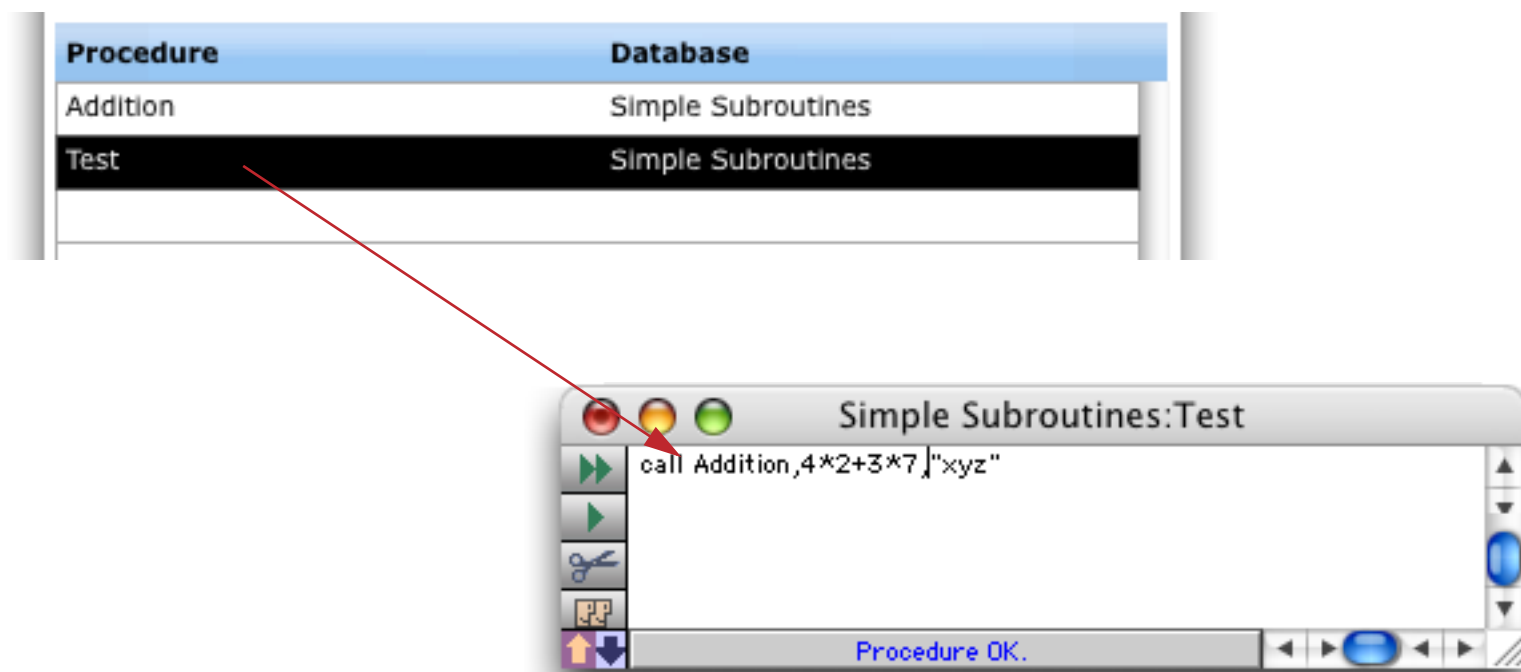 Procedure Database
Addition Simple Subroutines
Test Simple Subroutines
Simple Subroutines:Test
call Addition,4*2+3*7,"xyz"
Procedure OK.